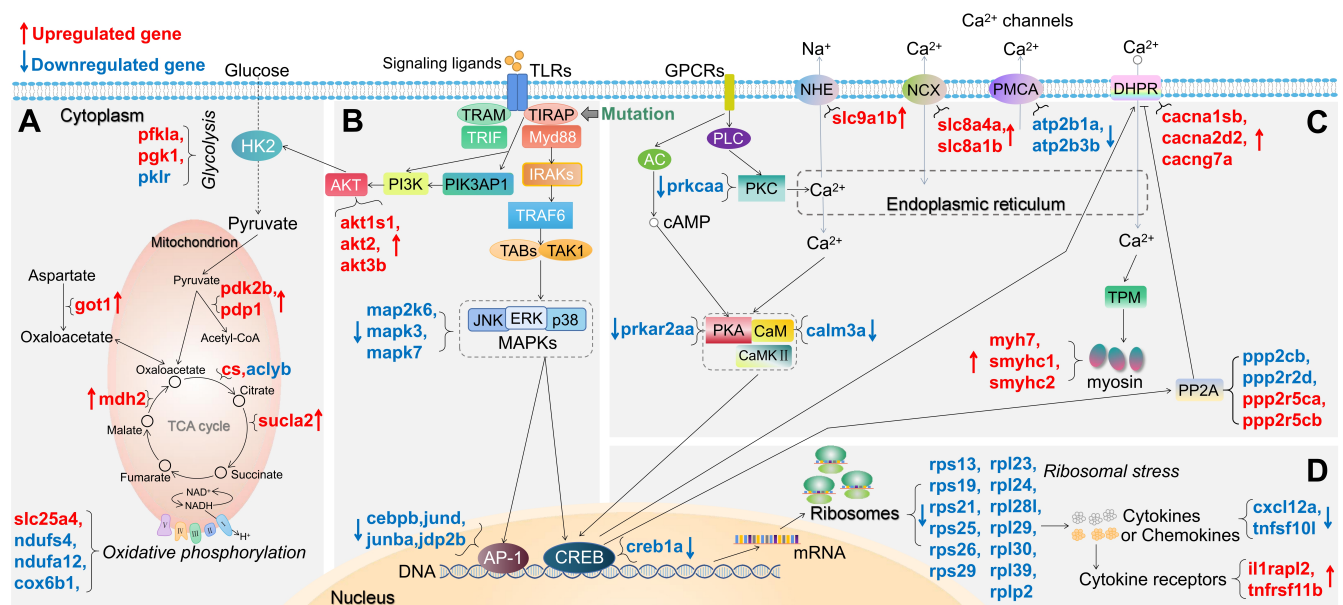 Upregulated gene
Downregulated gene
A
Cytoplasm
Glucose
HK2
Glycolysis
pfkla,
pgk1,
pklr
Pyruvate
Mitochondrion
Aspartate
got1
Oxaloacetate
Pyruvate
pdk2b,
pdp1
Acetyl-CoA
Oxaloacetate
cs,aclyb
Citrate
mdh2
TCA cycle
sucla2
Malate
Fumarate
Succinate
NAD⁺
NADH
V
IV
III
II
I
H⁺
slc25a4,
ndufs4,
ndufa12,
cox6b1,
Oxidative phosphorylation
B
Signaling ligands
TLRs
TRAM
TIRAP
Mutation
TRIF
Myd88
IRAKs
AKT
PI3K
PIK3AP1
akt1s1,
akt2,
akt3b
TRAF6
TABs
TAK1
map2k6,
mapk3,
mapk7
JNK
ERK
p38
MAPKs
cebpb,jund,
junba,jdp2b
AP-1
CREB
creb1a
DNA
mRNA
Nucleus
C
Ca²⁺ channels
GPCRs
Na⁺
Ca²⁺
Ca²⁺
Ca²⁺
NHE
NCX
PMCA
DHPR
slc9a1b
slc8a4a,
slc8a1b
atp2b1a,
atp2b3b
cacna1sb,
cacna2d2,
cacng7a
PLC
AC
prkcaa
PKC
Ca²⁺
Endoplasmic reticulum
cAMP
Ca²⁺
Ca²⁺
TPM
prkar2aa
PKA
CaM
calm3a
CaMKⅡ
myh7,
smyhc1,
smyhc2
myosin
PP2A
ppp2cb,
ppp2r2d,
ppp2r5ca,
ppp2r5cb
D
Ribosomes
rps13,
rps19,
rps21,
rps25,
rps26,
rps29
rpl23,
rpl24,
rpl28l,
rpl29,
rpl30,
rpl39,
rplp2
Ribosomal stress
Cytokines
or Chemokines
cxcl12a,
tnfsf10l
Cytokine receptors
il1rapl2,
tnfrsf11b